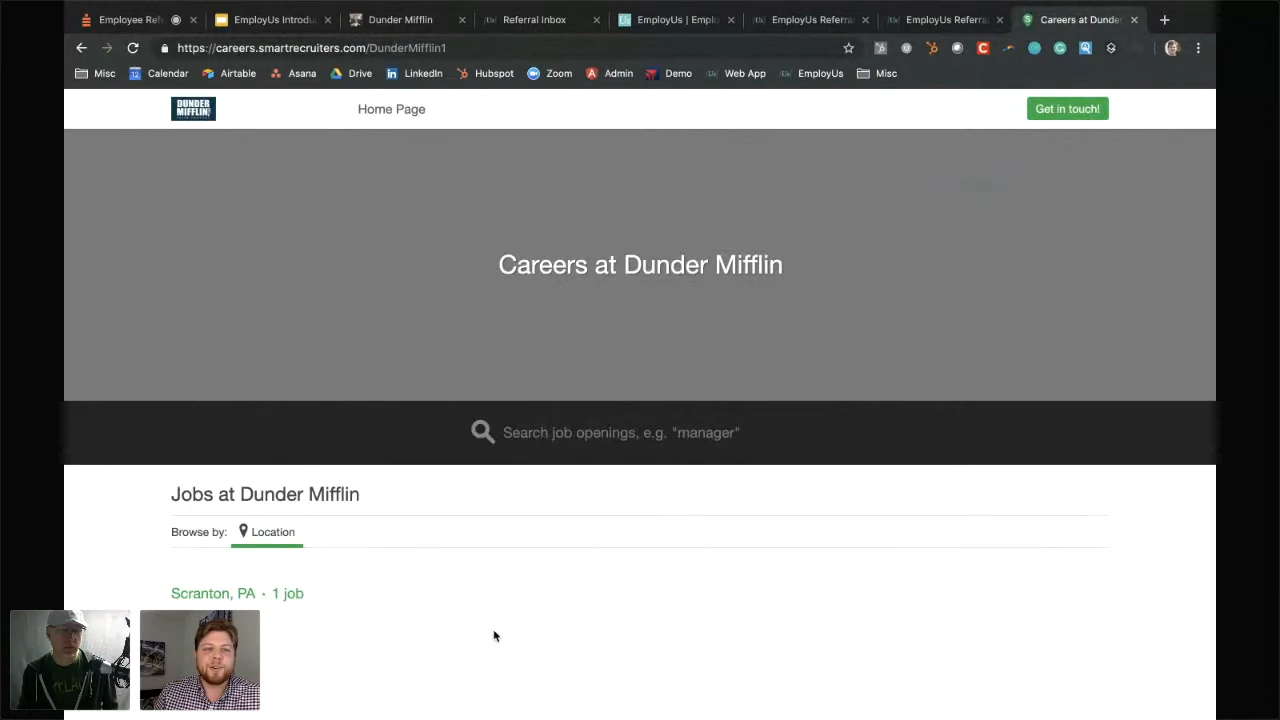 Employee Ref
EmployUs Introdu
Dunder Mifflin
Referral Inbox
EmployUs | Emplo
EmployUs Referra
EmployUs Referra
Careers at Dunder
https://careers.smartrecruiters.com/DunderMifflin1
Misc
Calendar
Airtable
Asana
Drive
LinkedIn
Hubspot
Zoom
Admin
Demo
Web App
EmployUs
Misc
DUNDER
MIFFLIN
Home Page
Get in touch!
Careers at Dunder Mifflin
Search job openings, e.g. "manager"
Jobs at Dunder Mifflin
Browse by: Location
Scranton, PA · 1 job